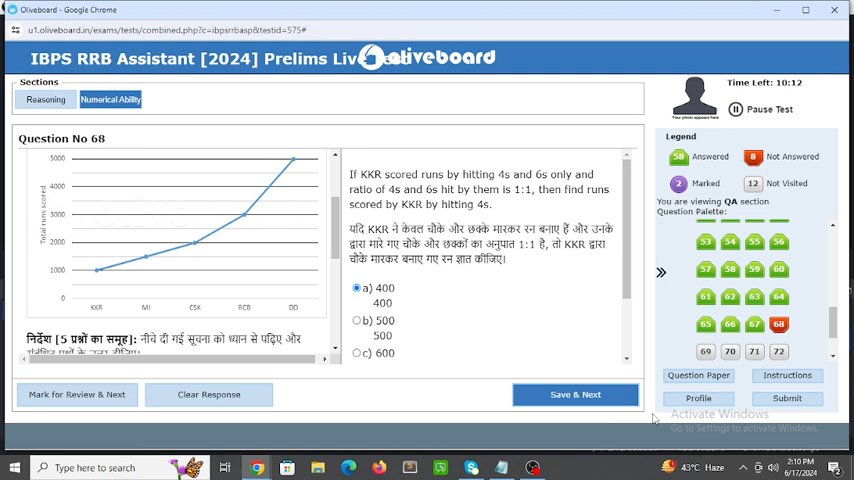 Oliveboard - Google Chrome
u1.oliveboard.in/exams/tests/combined.php?c=ibpsrrbasp&testid=575#
IBPS RRB Assistant [2024] Prelims Live
oliveboard
Sections
Reasoning
Numerical Ability
Time Left: 10:12
Pause Test
Your photo appears here
Question No 68
5000
4000
3000
2000
1000
0
Total runs scored
KKR MI CSK RCB DD
निर्देश [5 प्रश्नों का समूह]: नीचे दी गई सूचना को ध्यान से पढ़िए और
If KKR scored runs by hitting 4s and 6s only and
ratio of 4s and 6s hit by them is 1:1, then find runs
scored by KKR by hitting 4s.
यदि KKR ने केवल चौके और छक्के मारकर रन बनाए हैं और उनके
द्वारा मारे गए चौके और छक्कों का अनुपात 1:1 है, तो KKR द्वारा
चौके मारकर बनाए गए रन ज्ञात कीजिए।
a) 400
400
b) 500
500
c) 600
Legend
58 Answered
8 Not Answered
2 Marked
12 Not Visited
You are viewing QA section
Question Palette:
53 54 55 56
57 58 59 60
61 62 63 64
65 66 67 68
69 70 71 72
Mark for Review & Next
Clear Response
Save & Next
Question Paper
Instructions
Profile
Submit
Activate Windows
Go to Settings to activate Windows.
Type here to search
43°C Haze
2:10 PM
6/17/2024
2